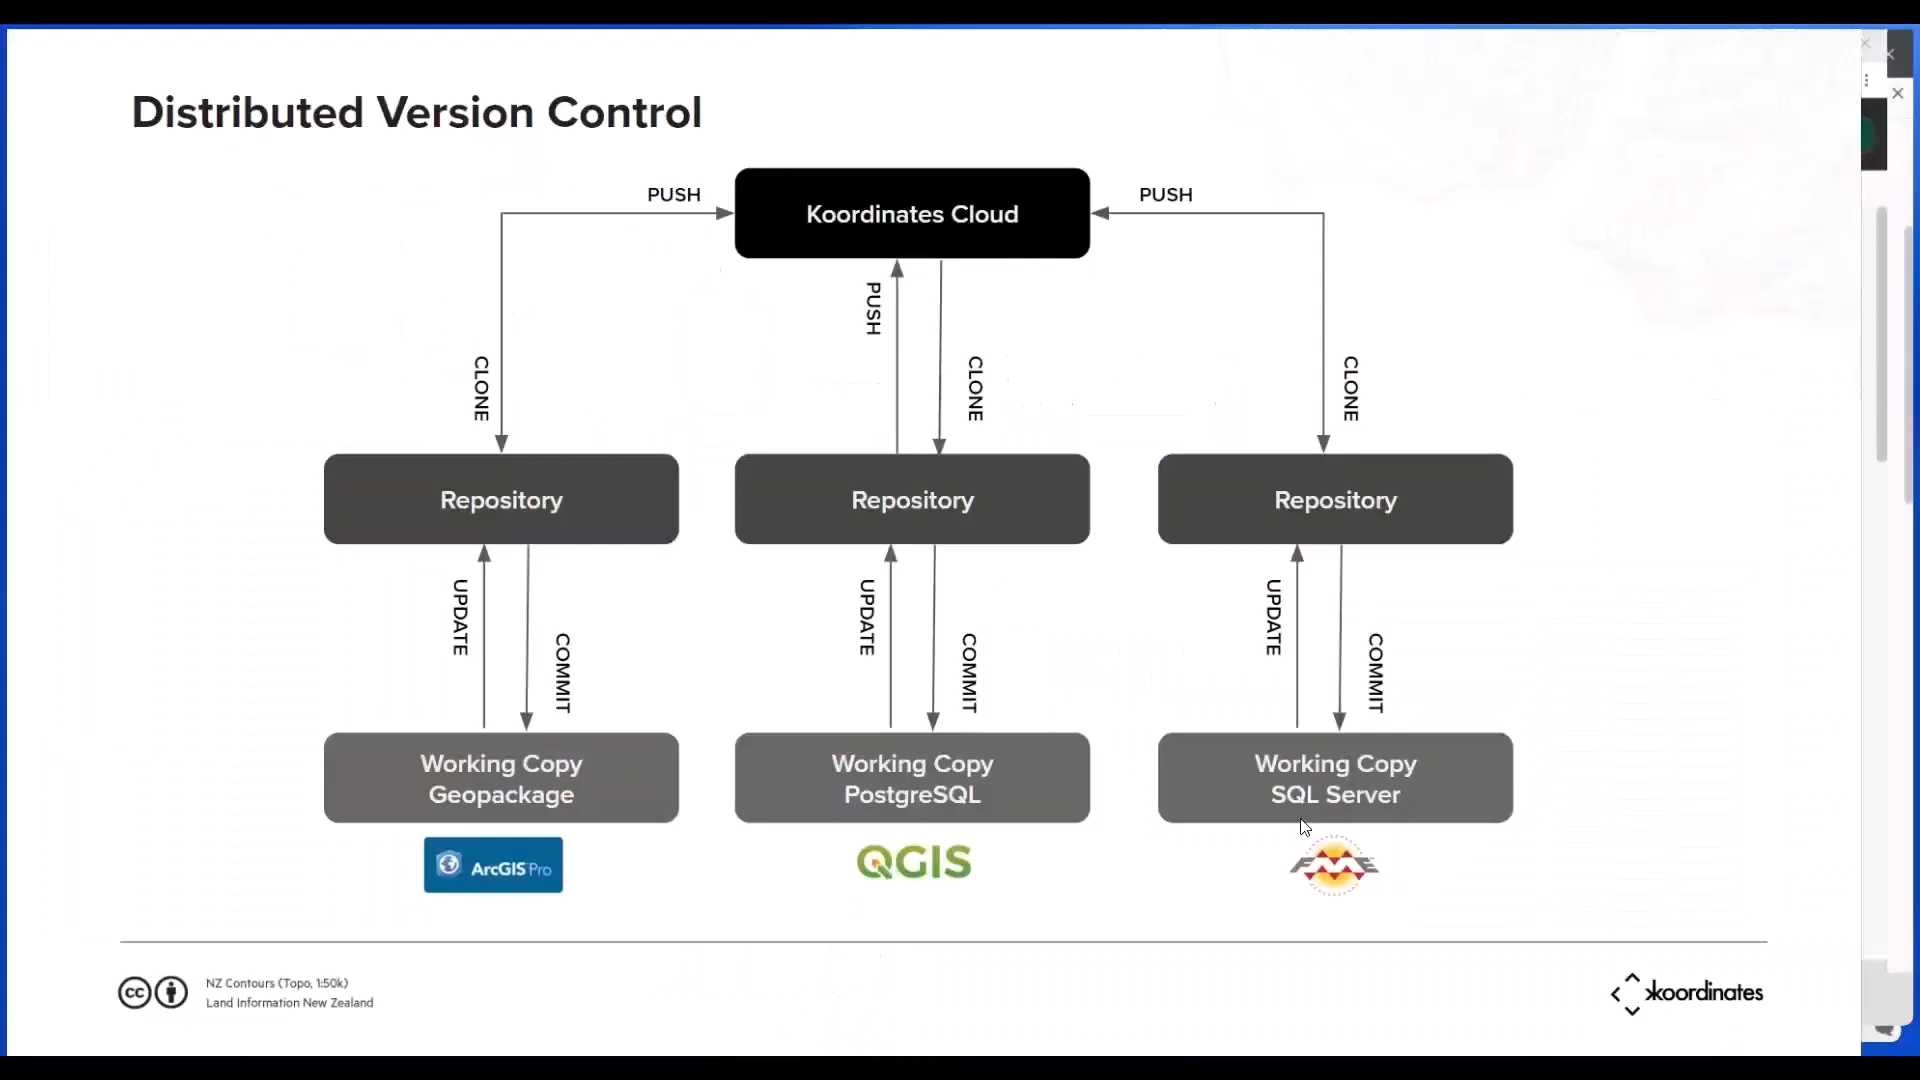 Distributed Version Control
PUSH
Koordinates Cloud
PUSH
PUSH
CLONE
CLONE
CLONE
Repository
Repository
Repository
UPDATE
COMMIT
UPDATE
COMMIT
UPDATE
COMMIT
Working Copy
Geopackage
Working Copy
PostgreSQL
Working Copy
SQL Server
ArcGIS Pro
QGIS
FME
cc
NZ Contours (Topo, 1:50k)
Land Information New Zealand
koordinates